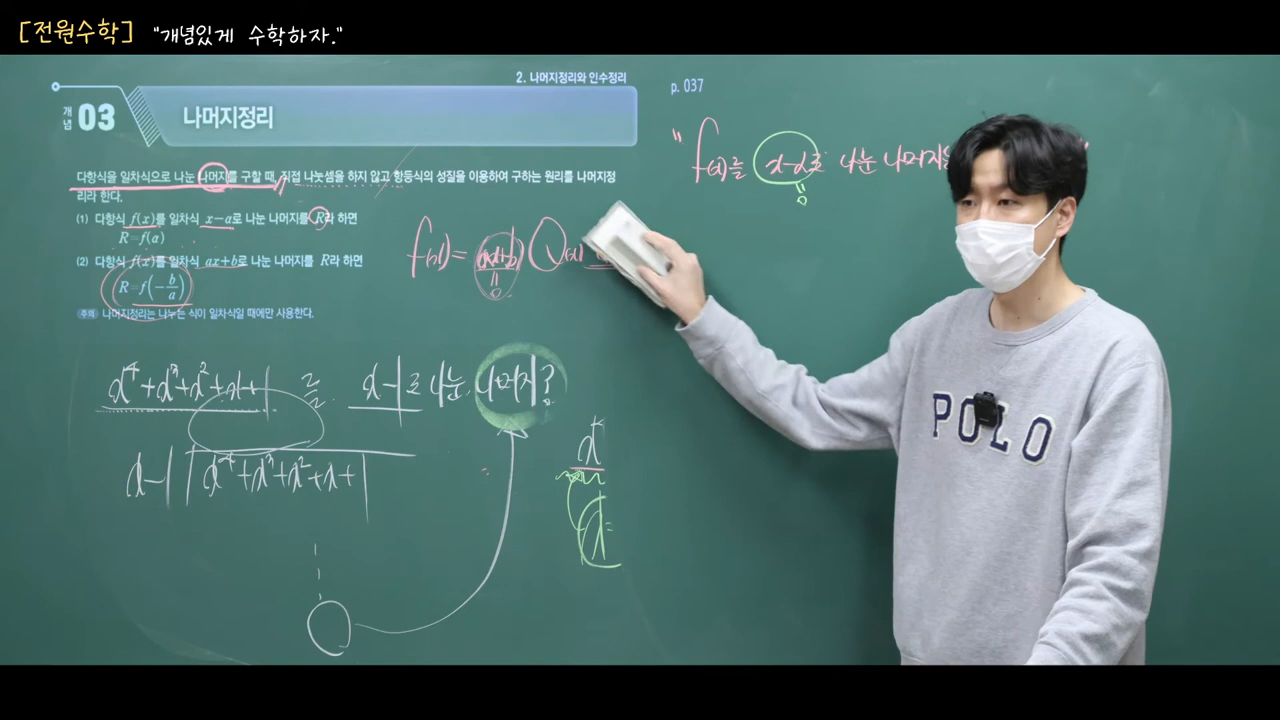 [전원수학] "개념있게 수학하자."
2. 나머지정리와 인수정리
개념 03 나머지정리
다항식을 일차식으로 나눈 나머지를 구할 때, 직접 나눗셈을 하지 않고 항등식의 성질을 이용하여 구하는 원리를 나머지정
리라 한다.
(1) 다항식 f(x)를 일차식 x-a로 나눈 나머지를 R라 하면
R=f(a)
(2) 다항식 f(x)를 일차식 ax+b로 나눈 나머지를 R라 하면
R=f(-b/a)
주의 나머지정리는 나누는 식이 일차식일 때에만 사용한다.
p. 037
" f(x)를 x-α로 나눈 나머지는 "
=0
f(x)= (ax+b) Q(x)
=0
x⁴+x³+x²+x+1 를 x-1로 나눈 나머지?
x-1 x⁴+x³+x²+x+1
x=
POLO